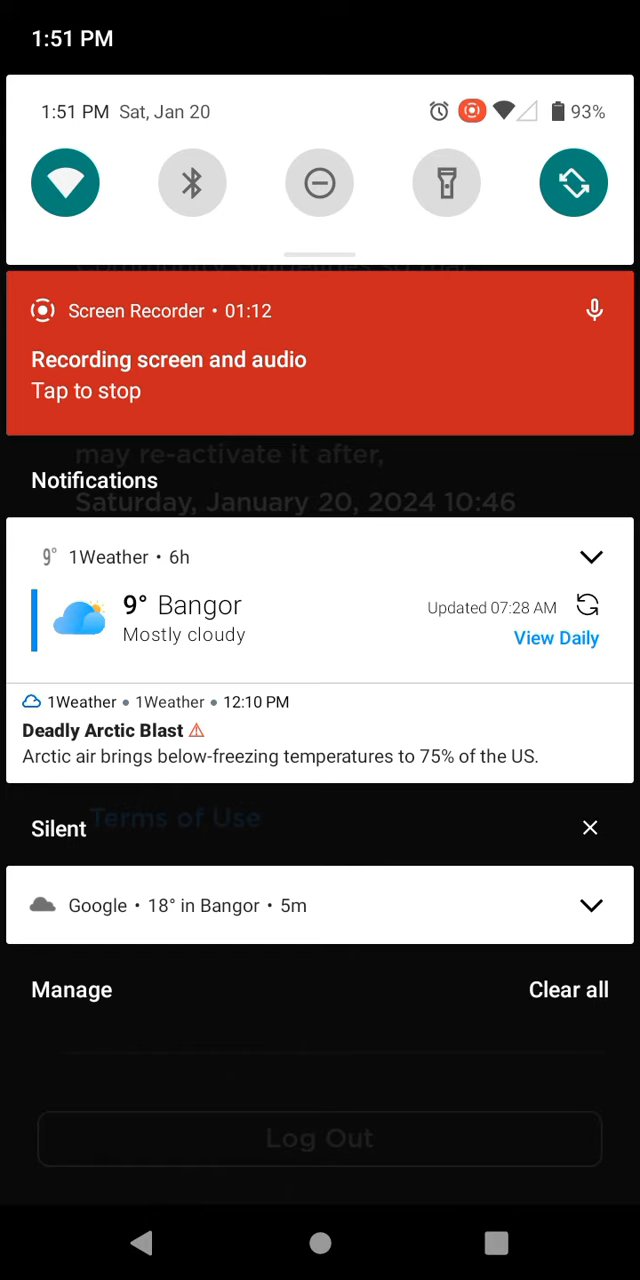 1:51 PM
1:51 PM Sat, Jan 20 93%
Community Guidelines so that
Screen Recorder • 01:12
Recording screen and audio
Tap to stop
may re-activate it after,
Notifications
Saturday, January 20, 2024 10:46
9° 1Weather • 6h
9° Bangor
Updated 07:28 AM
Mostly cloudy
View Daily
1Weather • 1Weather • 12:10 PM
Deadly Arctic Blast ⚠
Arctic air brings below-freezing temperatures to 75% of the US.
Terms of Use
Silent
Google • 18° in Bangor • 5m
Manage
Clear all
Log Out